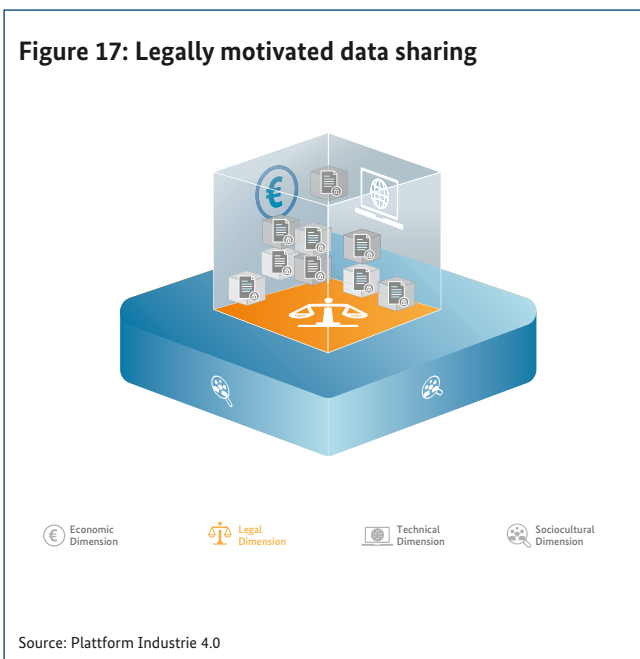 Figure 17: Legally motivated data sharing
€
Economic
Dimension
Legal
Dimension
Technical
Dimension
Sociocultural
Dimension
€
Source: Plattform Industrie 4.0